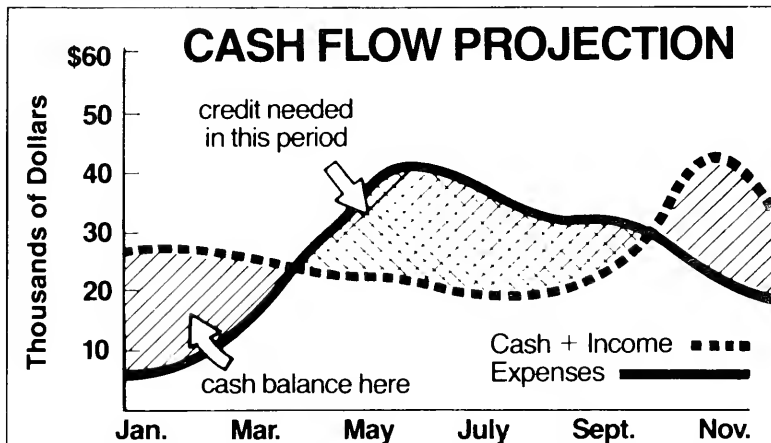 CASH FLOW PROJECTION
Thousands of Dollars
$60
50
40
30
20
10
credit needed
in this period
cash balance here
Cash + Income
Expenses
Jan. Mar. May July Sept. Nov.